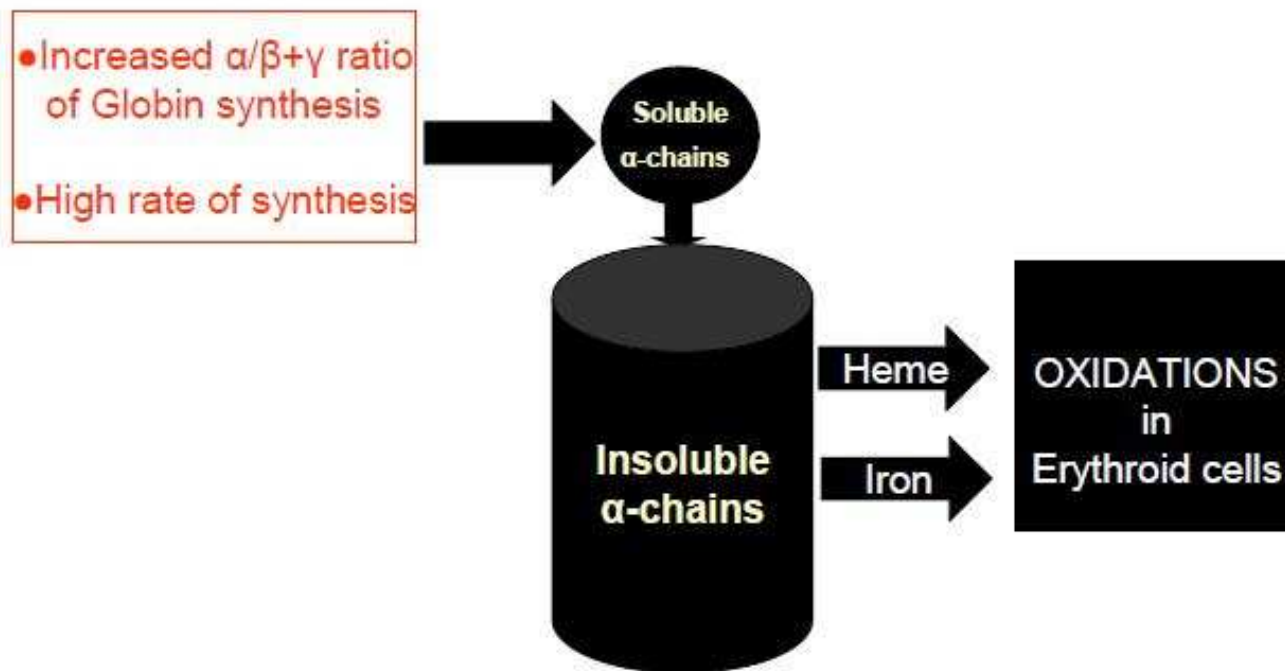 ●Increased α/β+γ ratio
of Globin synthesis
●High rate of synthesis
Soluble
α-chains
Insoluble
α-chains
Heme
Iron
OXIDATIONS
in
Erythroid cells